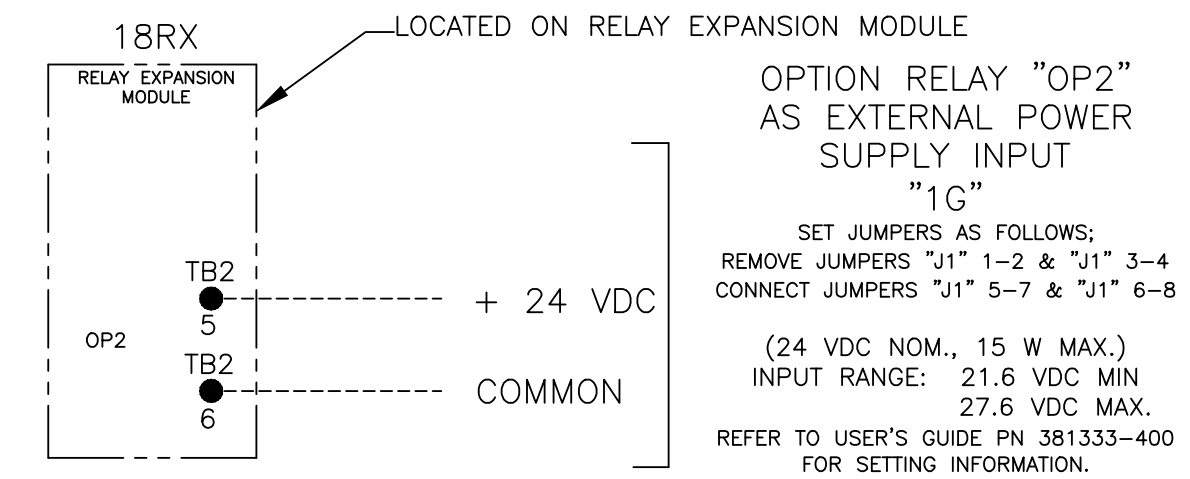 18RX
LOCATED ON RELAY EXPANSION MODULE
RELAY EXPANSION
MODULE
TB2
5
OP2
TB2
6
+ 24 VDC
COMMON
OPTION RELAY "OP2"
AS EXTERNAL POWER
SUPPLY INPUT
"1G"
SET JUMPERS AS FOLLOWS;
REMOVE JUMPERS "J1" 1-2 & "J1" 3-4
CONNECT JUMPERS "J1" 5-7 & "J1" 6-8
(24 VDC NOM., 15 W MAX.)
INPUT RANGE: 21.6 VDC MIN
27.6 VDC MAX.
REFER TO USER'S GUIDE PN 381333-400
FOR SETTING INFORMATION.